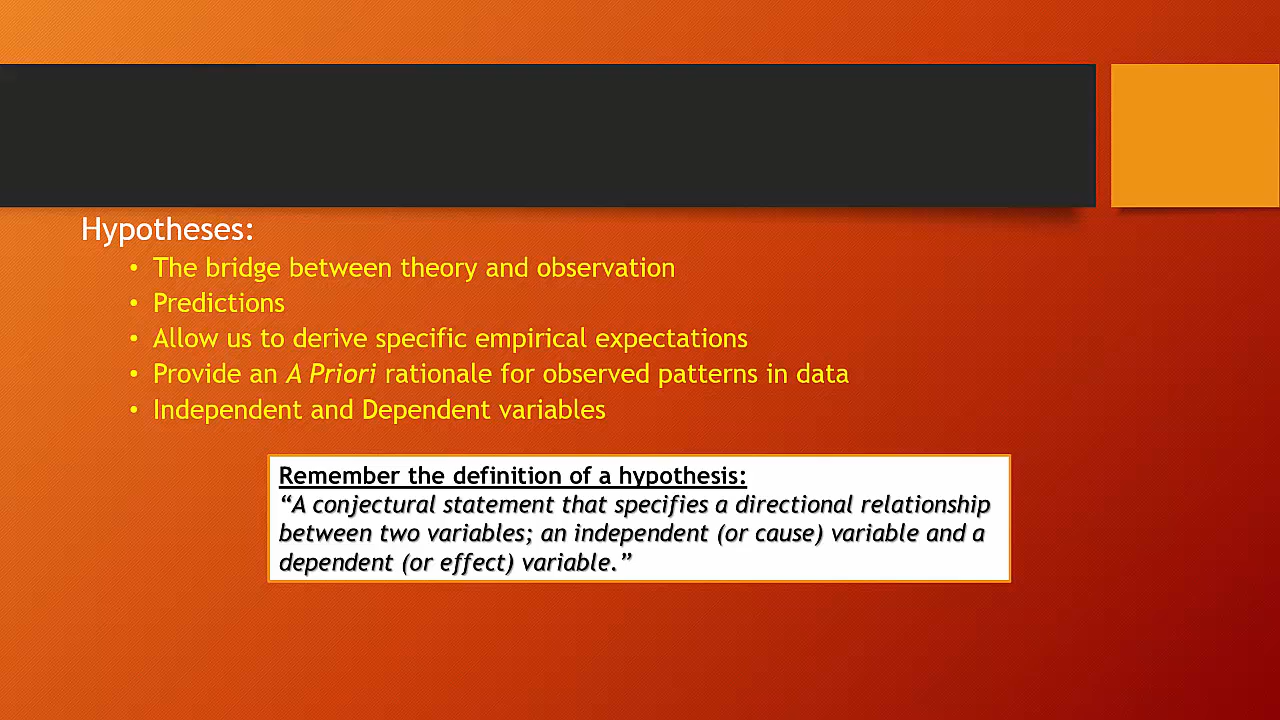 Hypotheses:
• The bridge between theory and observation
• Predictions
• Allow us to derive specific empirical expectations
• Provide an A Priori rationale for observed patterns in data
• Independent and Dependent variables
Remember the definition of a hypothesis:
“A conjectural statement that specifies a directional relationship
between two variables; an independent (or cause) variable and a
dependent (or effect) variable.”